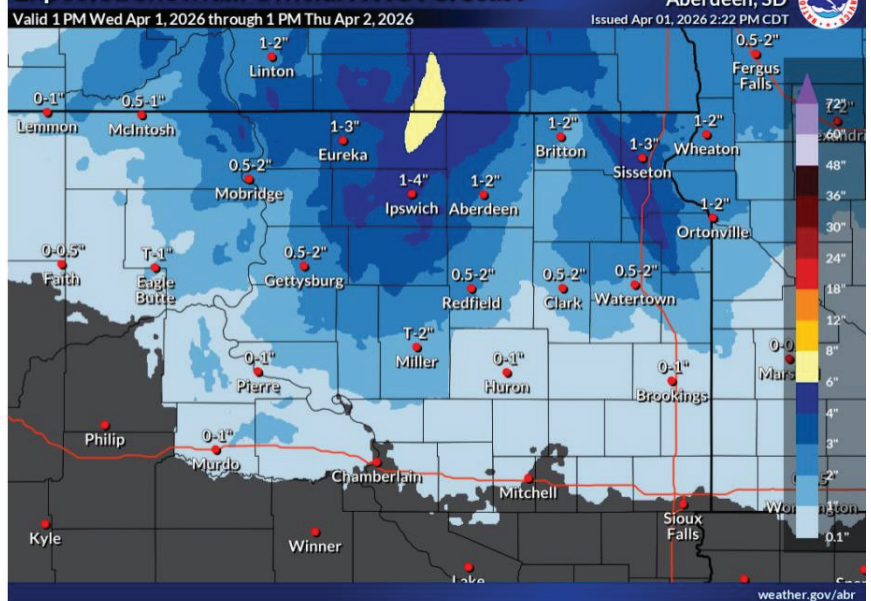 Aberdeen, SD
Valid 1 PM Wed Apr 1, 2026 through 1 PM Thu Apr 2, 2026
Issued Apr 01, 2026 2:22 PM CDT
1-2"
Linton
0.5-2"
Fergus
Falls
0-1"
Lemmon
0.5-1"
McIntosh
1-3"
Eureka
1-2"
Britton
1-3"
Sisseton
1-2"
Wheaton
0.5-2"
Mobridge
1-4"
Ipswich
1-2"
Aberdeen
1-2"
Ortonville
0-0.5"
Faith
T-1"
Eagle
Butte
0.5-2"
Gettysburg
0.5-2"
Redfield
0.5-2"
Clark
0.5-2"
Watertown
T-2"
Miller
0-1"
Pierre
0-1"
Huron
0-1"
Brookings
Philip
0-1"
Murdo
Chamberlain
Mitchell
Kyle
Winner
Sioux
Falls
Lake
72"
60"
48"
36"
30"
24"
18"
12"
8"
6"
4"
3"
2"
1"
0.1"
weather.gov/abr